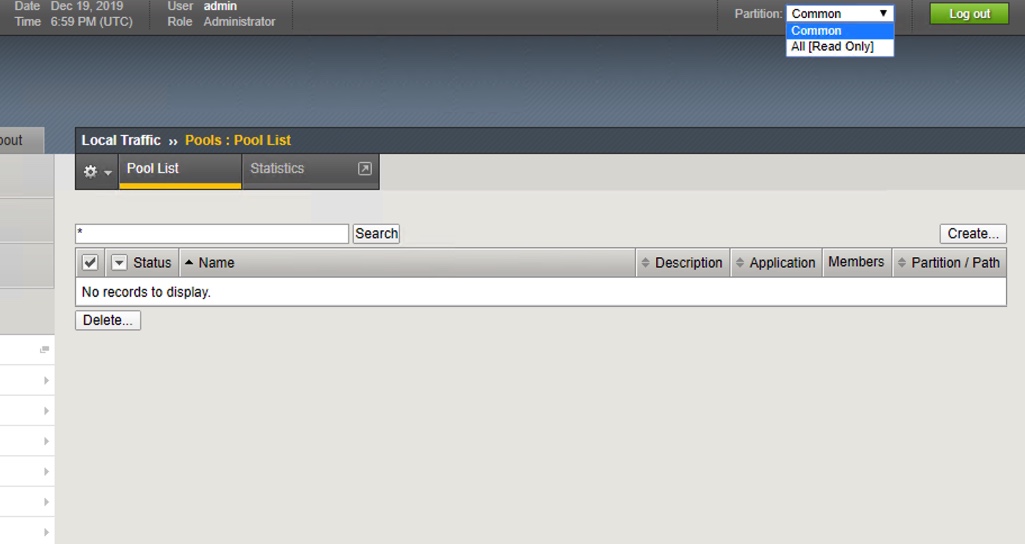 Date Dec 19, 2019 User admin
Time 6:59 PM (UTC) Role Administrator
Partition: Common Log out
Common
All [Read Only]
Local Traffic ›› Pools : Pool List
Pool List Statistics
* Search Create...
Status Name Description Application Members Partition / Path
No records to display.
Delete...